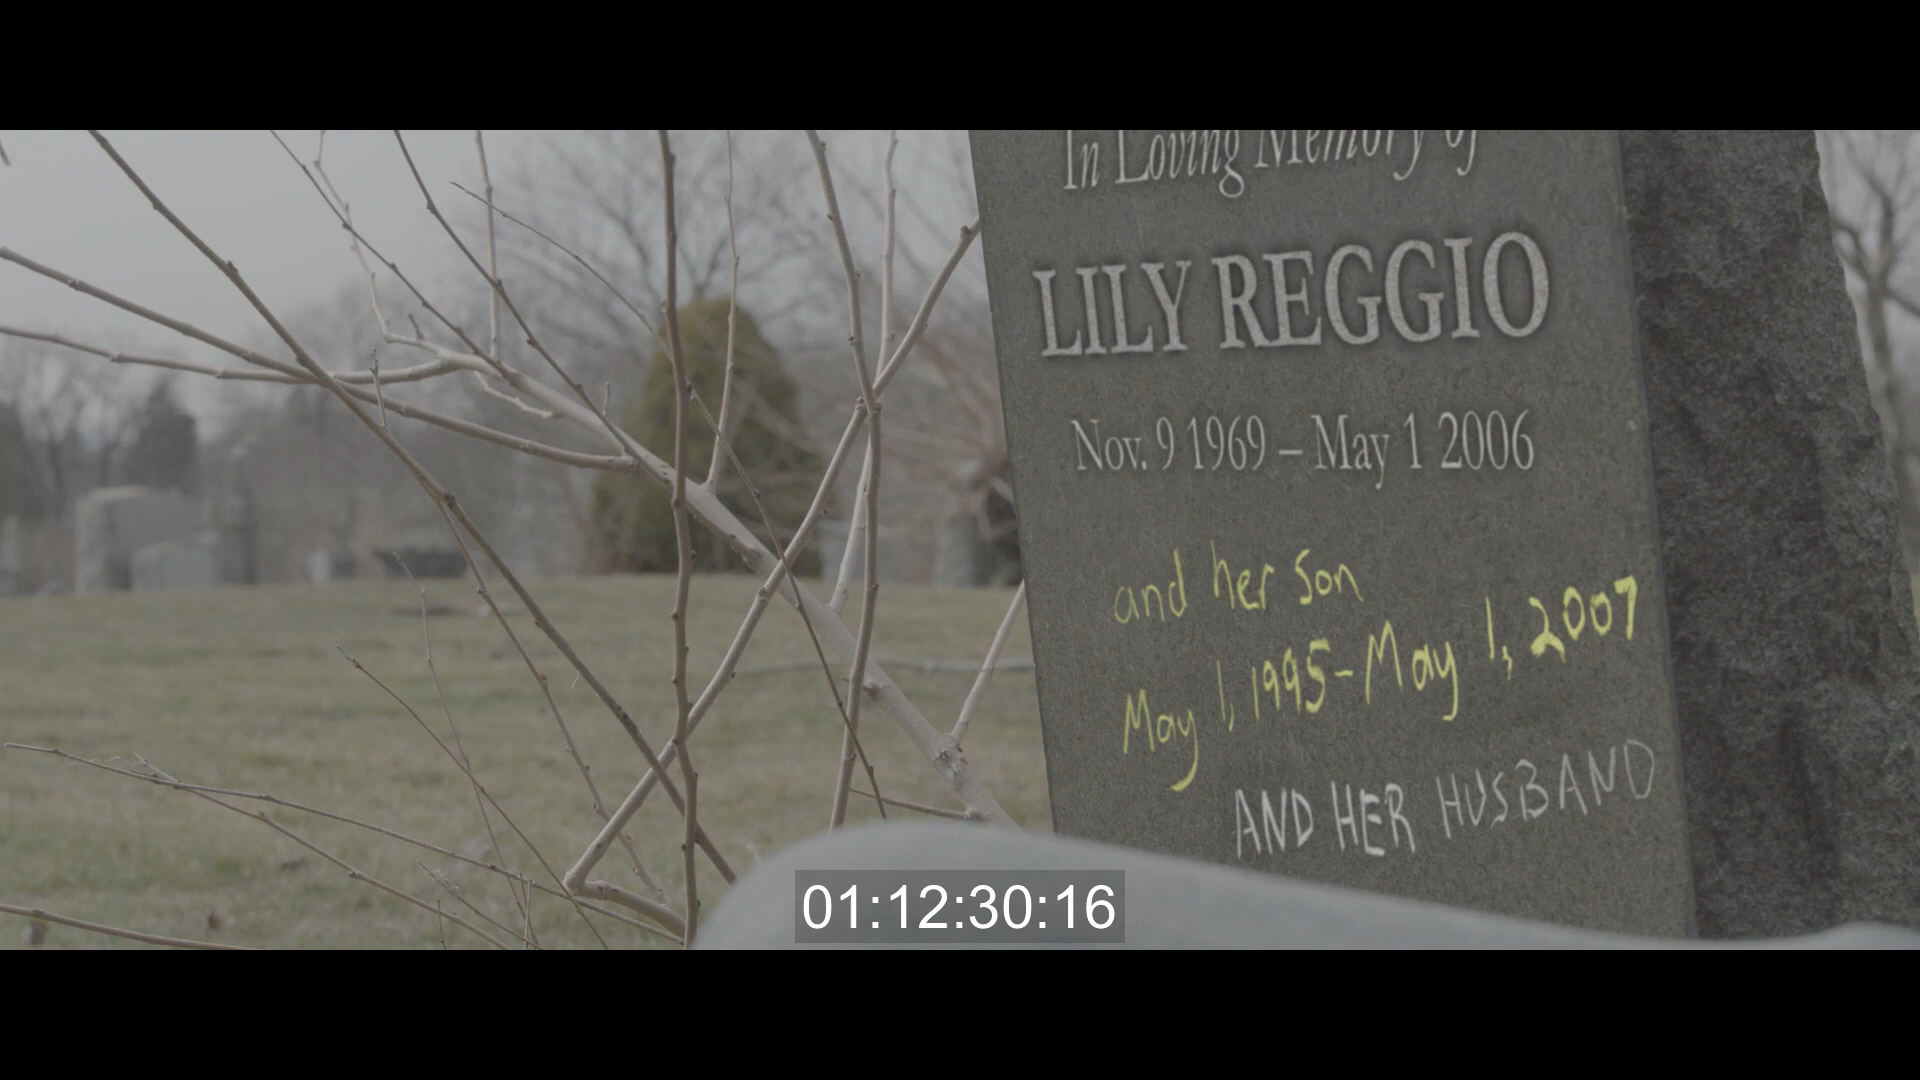 In Loving Memory of
LILY REGGIO
Nov. 9 1969 – May 1 2006
and her son
May 1, 1995-May 1, 2007
AND HER HUSBAND
01:12:30:16